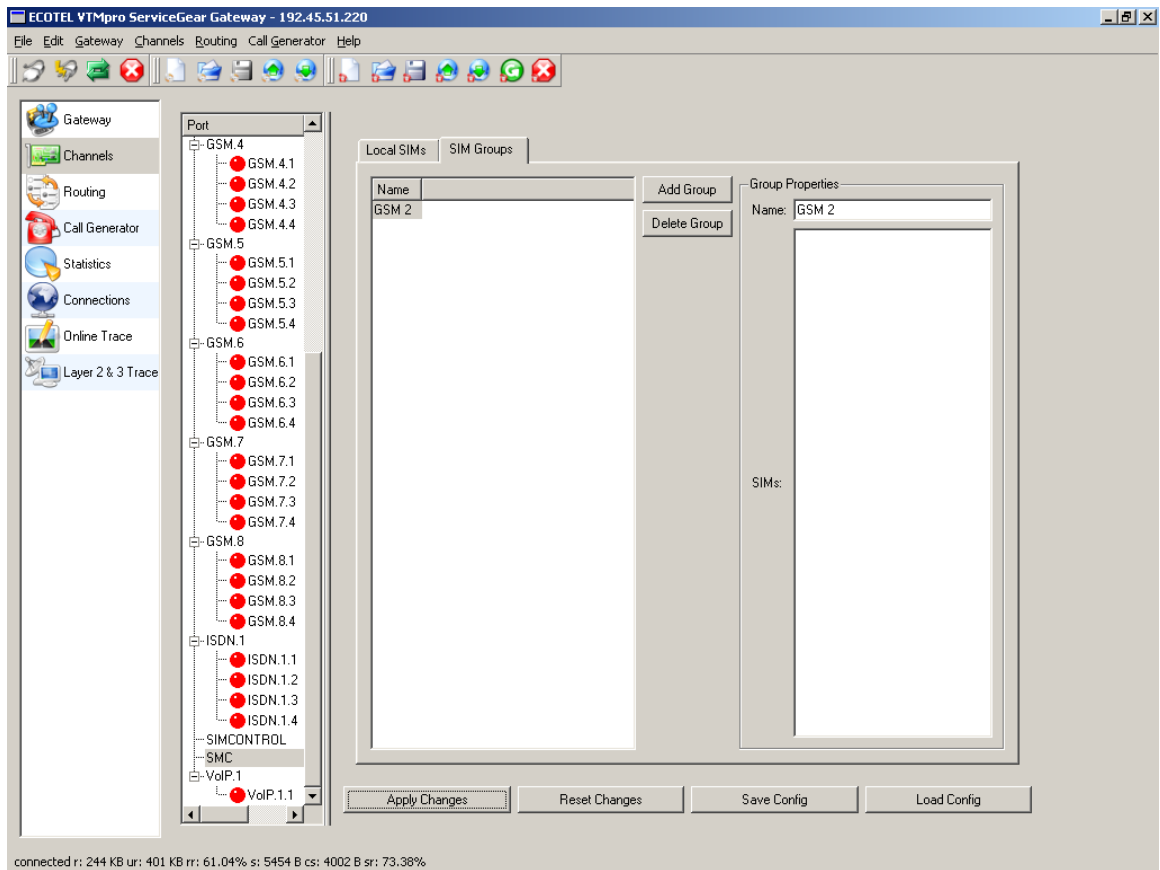 ECOTEL VTMpro ServiceGear Gateway - 192.45.51.220
File Edit Gateway Channels Routing Call Generator Help
Gateway
Channels
Routing
Call Generator
Statistics
Connections
Online Trace
Layer 2 & 3 Trace
Port
GSM.4
GSM.4.1
GSM.4.2
GSM.4.3
GSM.4.4
GSM.5
GSM.5.1
GSM.5.2
GSM.5.3
GSM.5.4
GSM.6
GSM.6.1
GSM.6.2
GSM.6.3
GSM.6.4
GSM.7
GSM.7.1
GSM.7.2
GSM.7.3
GSM.7.4
GSM.8
GSM.8.1
GSM.8.2
GSM.8.3
GSM.8.4
ISDN.1
ISDN.1.1
ISDN.1.2
ISDN.1.3
ISDN.1.4
SIMCONTROL
SMC
VoIP.1
VoIP.1.1
Local SIMs SIM Groups
Name
GSM 2
Add Group
Delete Group
Group Properties
Name: GSM 2
SIMs:
Apply Changes Reset Changes Save Config Load Config
connected r: 244 KB ur: 401 KB rr: 61.04% s: 5454 B cs: 4002 B sr: 73.38%